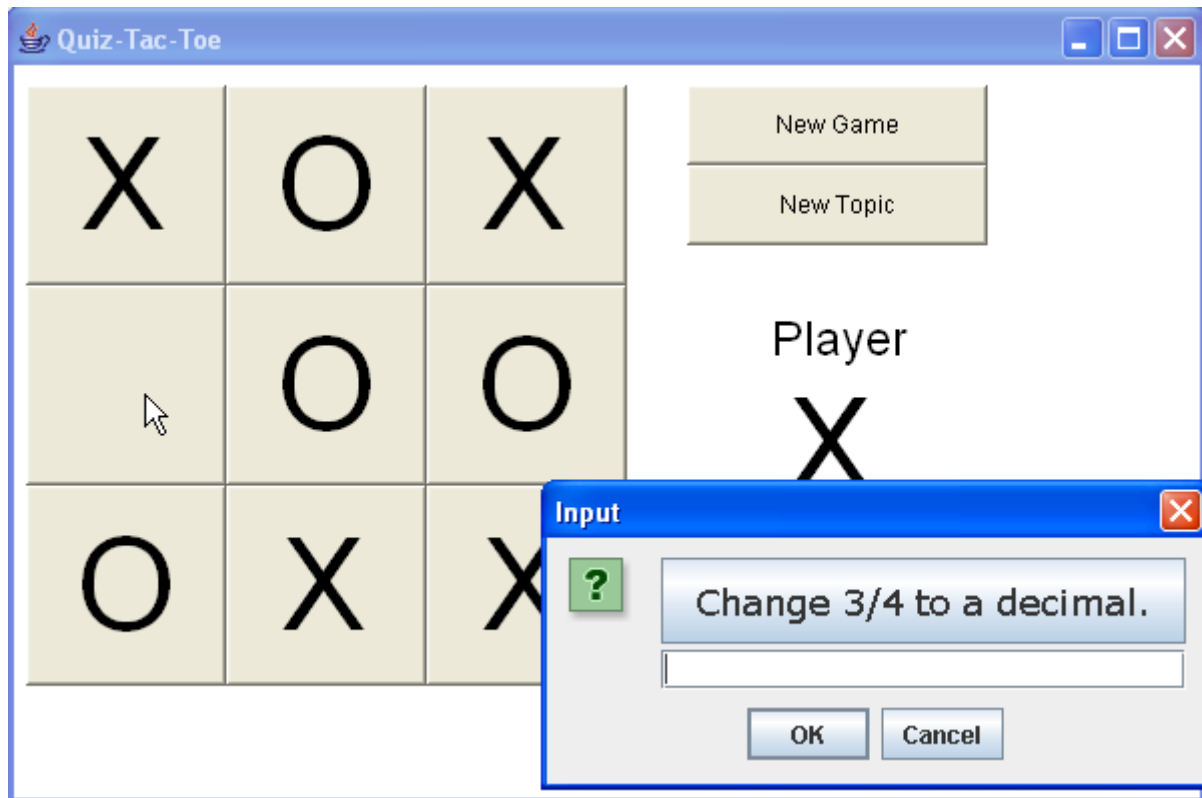 Quiz-Tac-Toe
X O X
New Game
New Topic
O O
Player
X
O X X
Input
?
Change 3/4 to a decimal.
OK Cancel